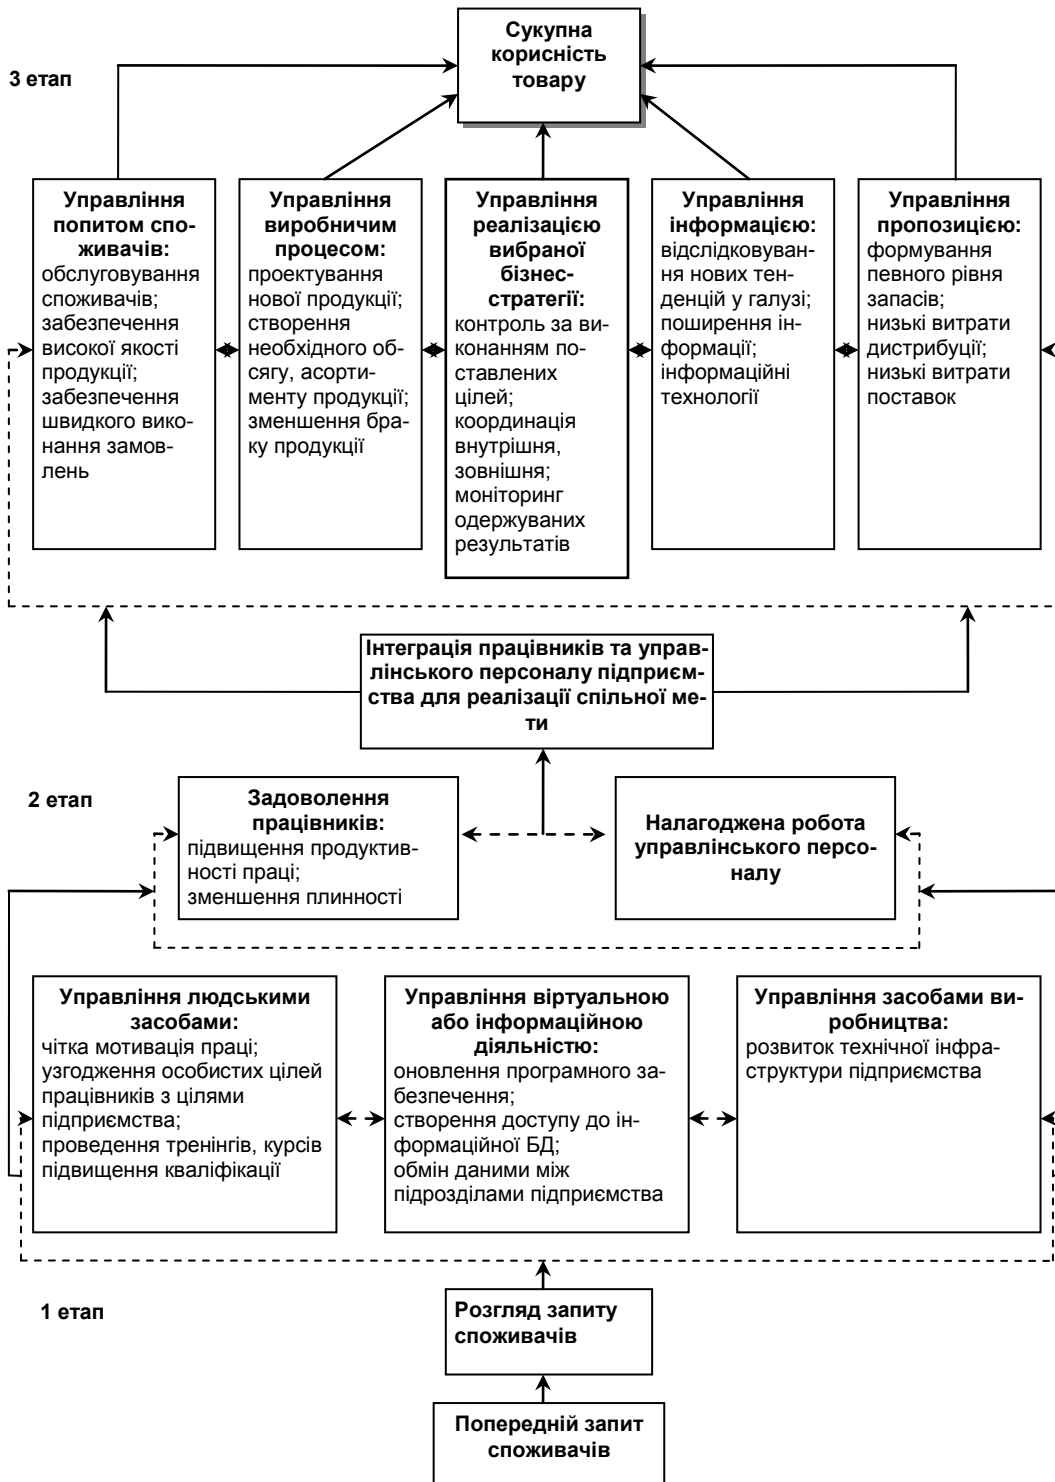 Сукупна
корисність
товару
3 етап
Управління
попитом спо-
живачів:
обслуговування
споживачів;
забезпечення
високої якості
продукції;
забезпечення
швидкого вико-
нання замов-
лень
Управління
виробничим
процесом:
проектування
нової продукції;
створення
необхідного об-
сягу, асорти-
менту продукції;
зменшення бра-
ку продукції
Управління
реалізацією
вибраної
бізнес-
стратегії:
контроль за ви-
конанням по-
ставлених
цілей;
координація
внутрішня,
зовнішня;
моніторинг
одержуваних
результатів
Управління
інформацією:
відслідковуван-
ня нових тен-
денцій у галузі;
поширення ін-
формації;
інформаційні
технології
Управління
пропозицією:
формування
певного рівня
запасів;
низькі витрати
дистрибуції;
низькі витрати
поставок
Інтеграція працівників та управ-
лінського персоналу підприєм-
ства для реалізації спільної ме-
ти
2 етап
Задоволення
працівників:
підвищення продуктив-
ності праці;
зменшення плинності
Налагоджена робота
управлінського персо-
налу
Управління людськими
засобами:
чітка мотивація праці;
узгодження особистих цілей
працівників з цілями
підприємства;
проведення тренінгів, курсів
підвищення кваліфікації
Управління віртуальною
або інформаційною
діяльністю:
оновлення програмного за-
безпечення;
створення доступу до ін-
формаційної БД;
обмін даними між
підрозділами підприємства
Управління засобами ви-
робництва:
розвиток технічної інфра-
структури підприємства
1 етап
Розгляд запиту
споживачів
Попередній запит
споживачів